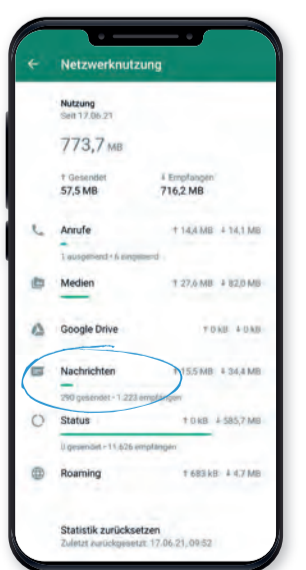 Netzwerknutzung
Nutzung
Seit 17.06.21
773,7 MB
↑ Gesendet ↓ Empfangen
57,5 MB 716,2 MB
Anrufe ↑ 14,4 MB ↓ 14,1 MB
1 ausgehend • 6 eingehend
Medien ↑ 27,6 MB ↓ 82,0 MB
Google Drive ↑ 0 kB ↓ 0 kB
Nachrichten ↑ 15,5 MB ↓ 34,4 MB
290 gesendet • 1.223 empfangen
Status ↑ 0 kB ↓ 585,7 MB
0 gesendet • 11.626 empfangen
Roaming ↑ 683 kB ↓ 4,7 MB
Statistik zurücksetzen
Zuletzt zurückgesetzt: 17.06.21, 09:52